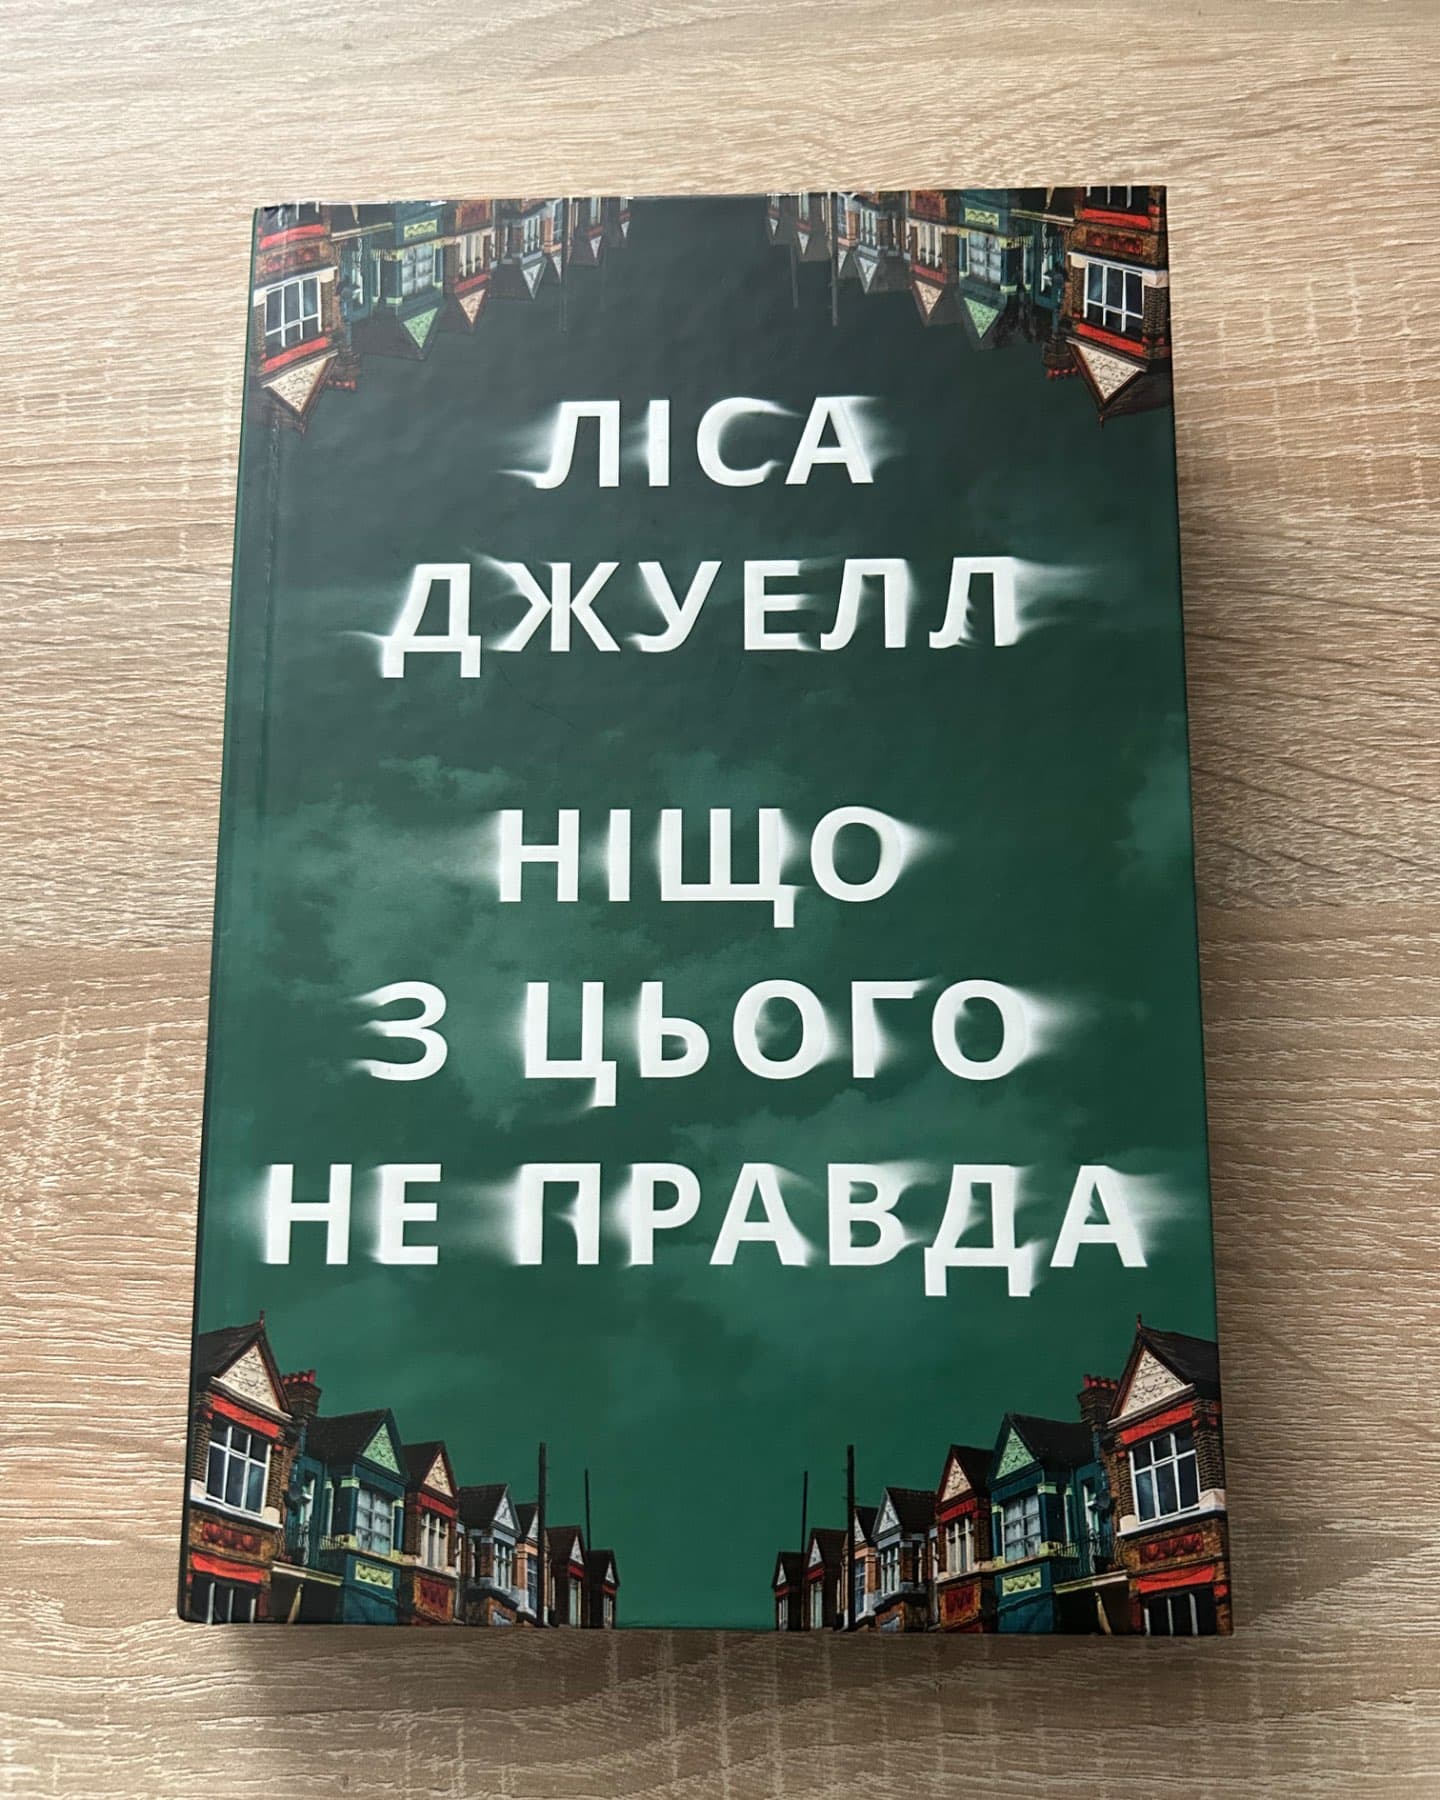 ЛІСА
ДЖУЕЛЛ
НІЩО
З ЦЬОГО
НЕ ПРАВДА